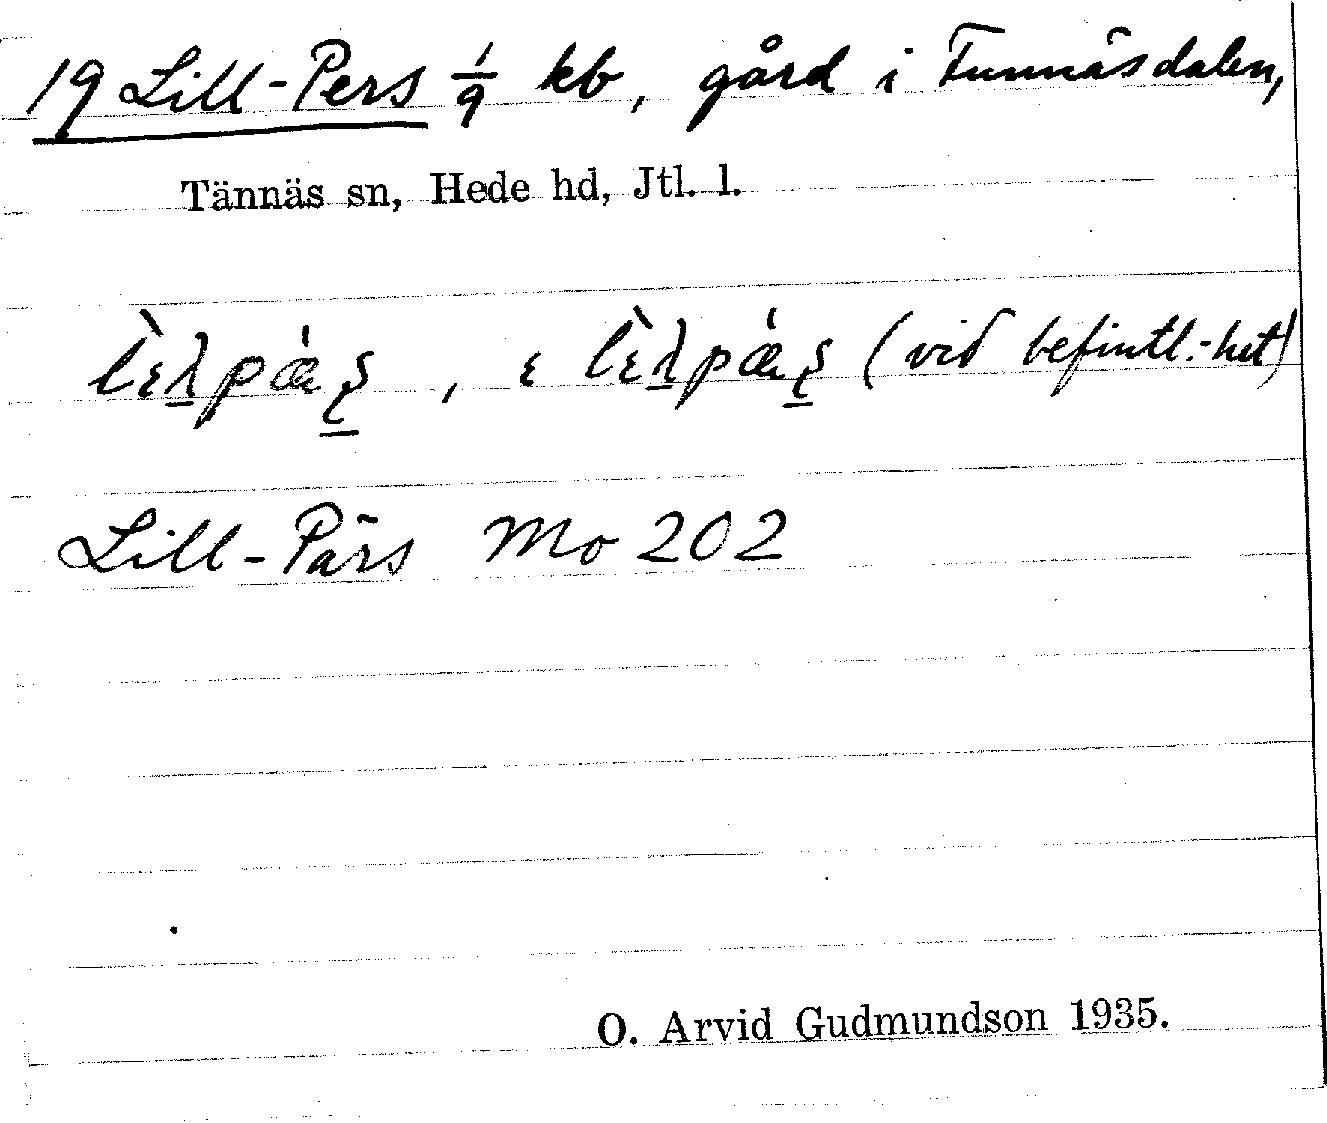 19 Lill-Pers 1/9 kb, gård i Funnäsdalen,
Tännäs sn, Hede hd, Jtl. l.
(vid befintl.-het)
Lill-Pärs Mo 202
O. Arvid Gudmundson 1935.